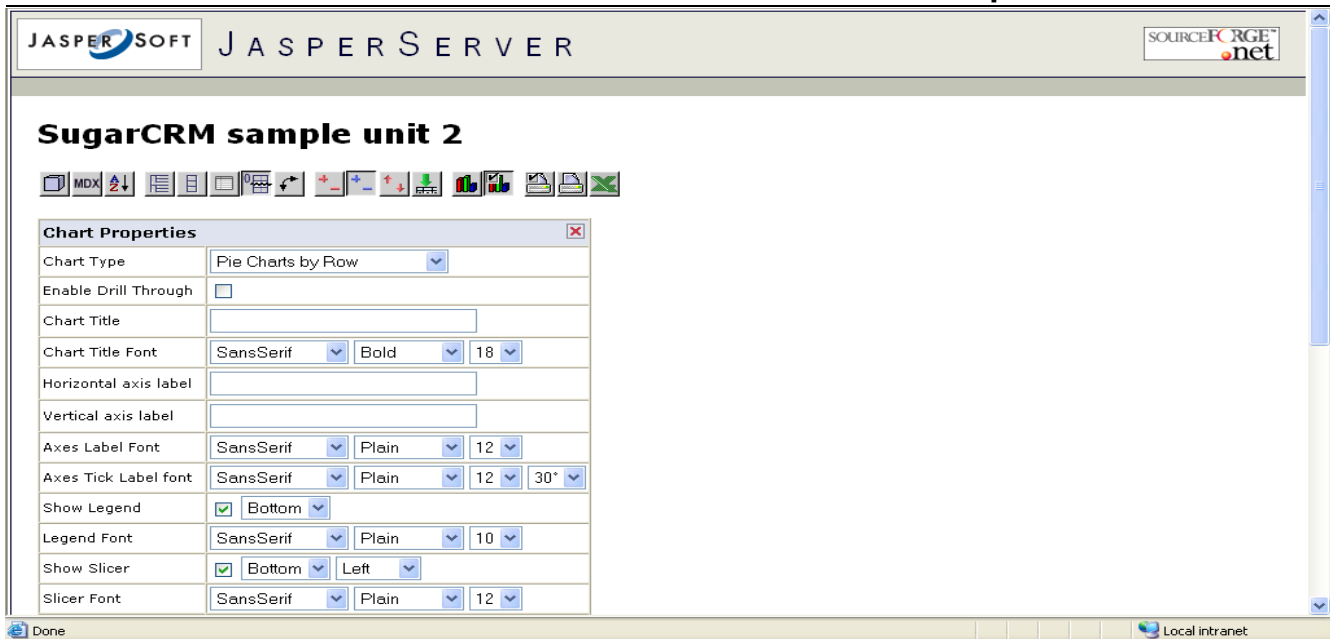 JASPERSOFT JASPERSERVER SOURCEFORGE™
.net
SugarCRM sample unit 2
MDX
Chart Properties
Chart Type Pie Charts by Row
Enable Drill Through
Chart Title
Chart Title Font SansSerif Bold 18
Horizontal axis label
Vertical axis label
Axes Label Font SansSerif Plain 12
Axes Tick Label font SansSerif Plain 12 30°
Show Legend Bottom
Legend Font SansSerif Plain 10
Show Slicer Bottom Left
Slicer Font SansSerif Plain 12
Done Local intranet